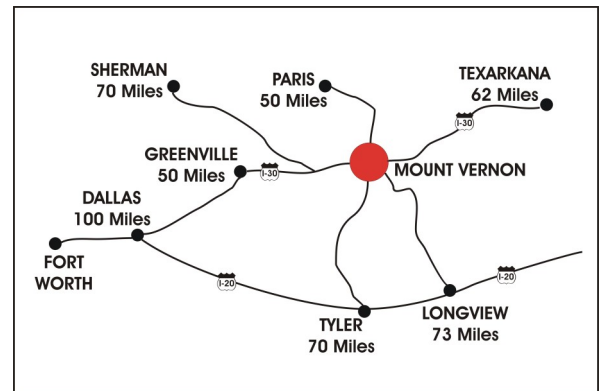 SHERMAN
70 Miles
PARIS
50 Miles
TEXARKANA
62 Miles
I-30
GREENVILLE
50 Miles
I-30
MOUNT VERNON
DALLAS
100 Miles
FORT
WORTH
I-20
I-20
TYLER
70 Miles
LONGVIEW
73 Miles